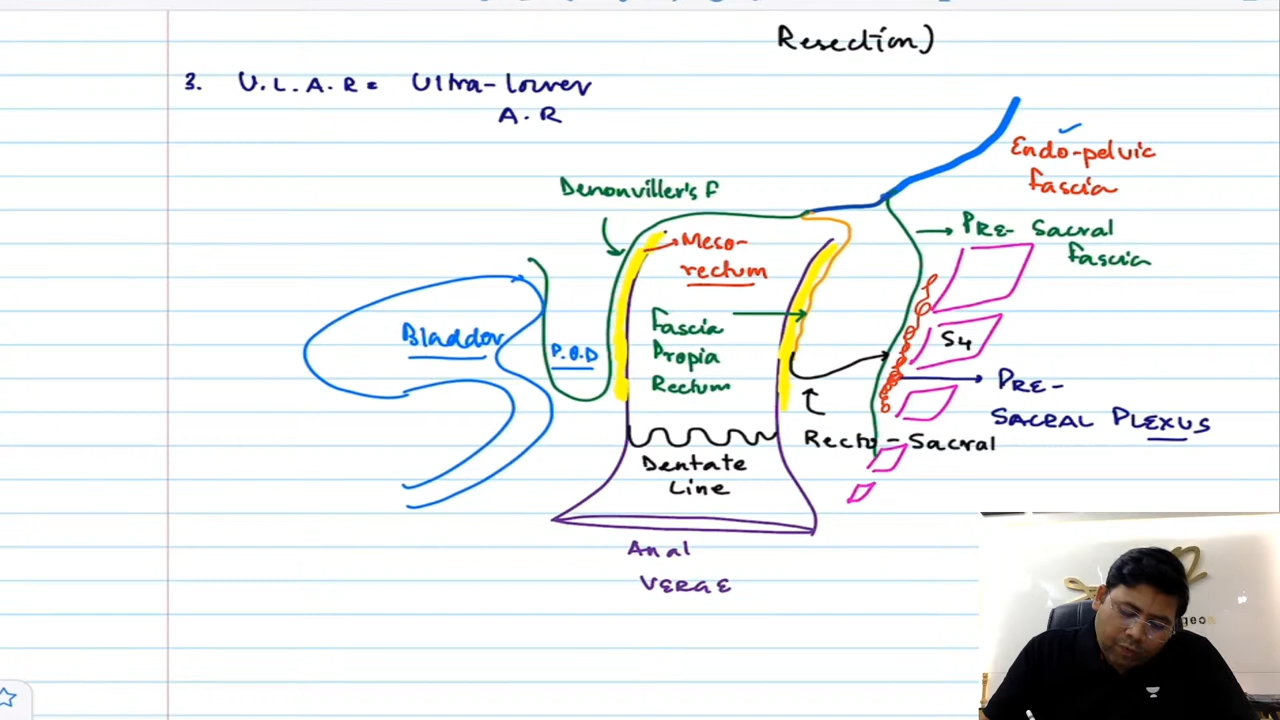 Resection)
3. U.L.A.R= Ultra-lower
A.R
Endo-pelvic
fascia
Denonviller's F
PRE- Sacral
fascia
Meso-
rectum
Fascia
Propia
Rectum
Bladder
P.O.D
S4
PRE-
SACRAL PLEXUS
Recto-Sacral
Dentate
Line
Anal
VERGE